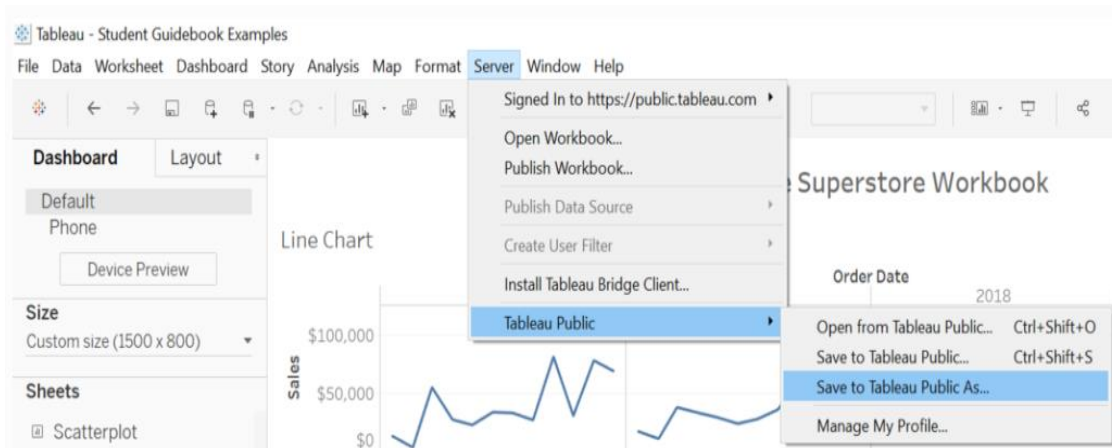 Tableau - Student Guidebook Examples
File Data Worksheet Dashboard Story Analysis Map Format Server Window Help
Signed In to https://public.tableau.com
Open Workbook...
Publish Workbook...
Publish Data Source
Create User Filter
Install Tableau Bridge Client...
Tableau Public
Open from Tableau Public... Ctrl+Shift+O
Save to Tableau Public... Ctrl+Shift+S
Save to Tableau Public As...
Manage My Profile...
Dashboard Layout
Default
Phone
Device Preview
Size
Custom size (1500 x 800)
Sheets
Scatterplot
Superstore Workbook
Line Chart
Order Date
2018
Sales
$100,000
$50,000
$0